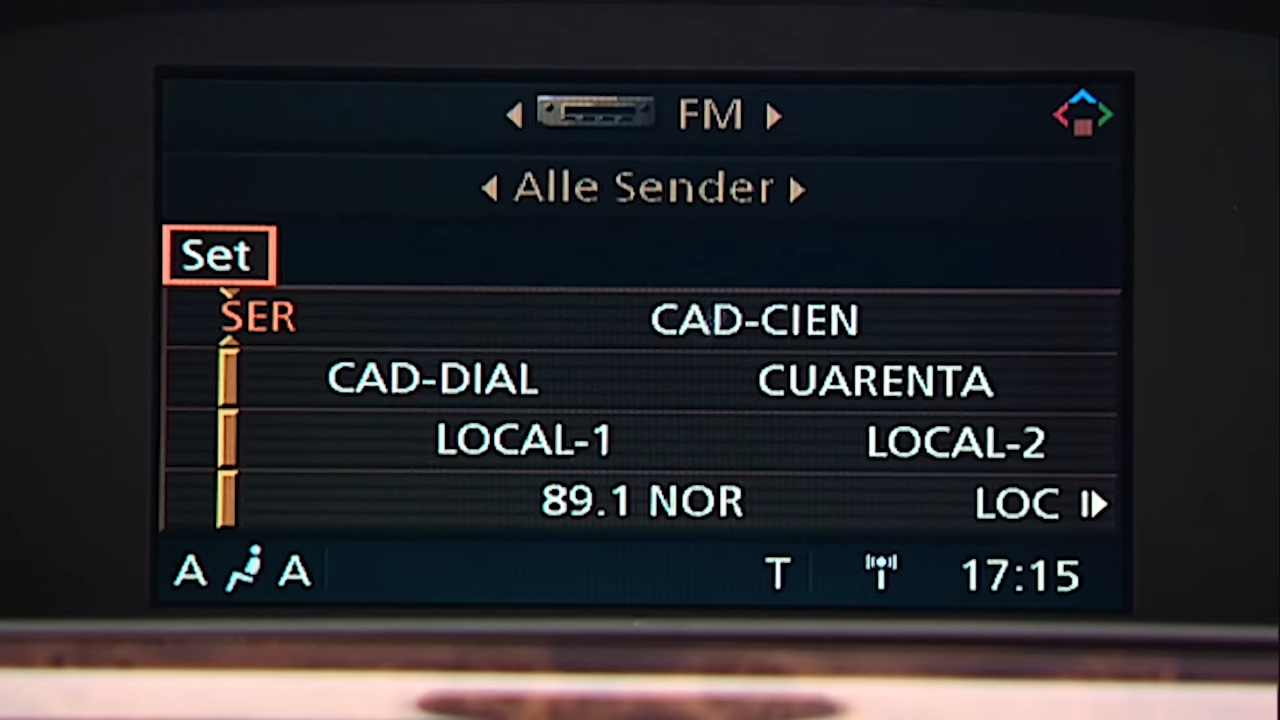 FM
Alle Sender
Set
SER CAD-CIEN
CAD-DIAL CUARENTA
LOCAL-1 LOCAL-2
89.1 NOR LOC
A A T 17:15